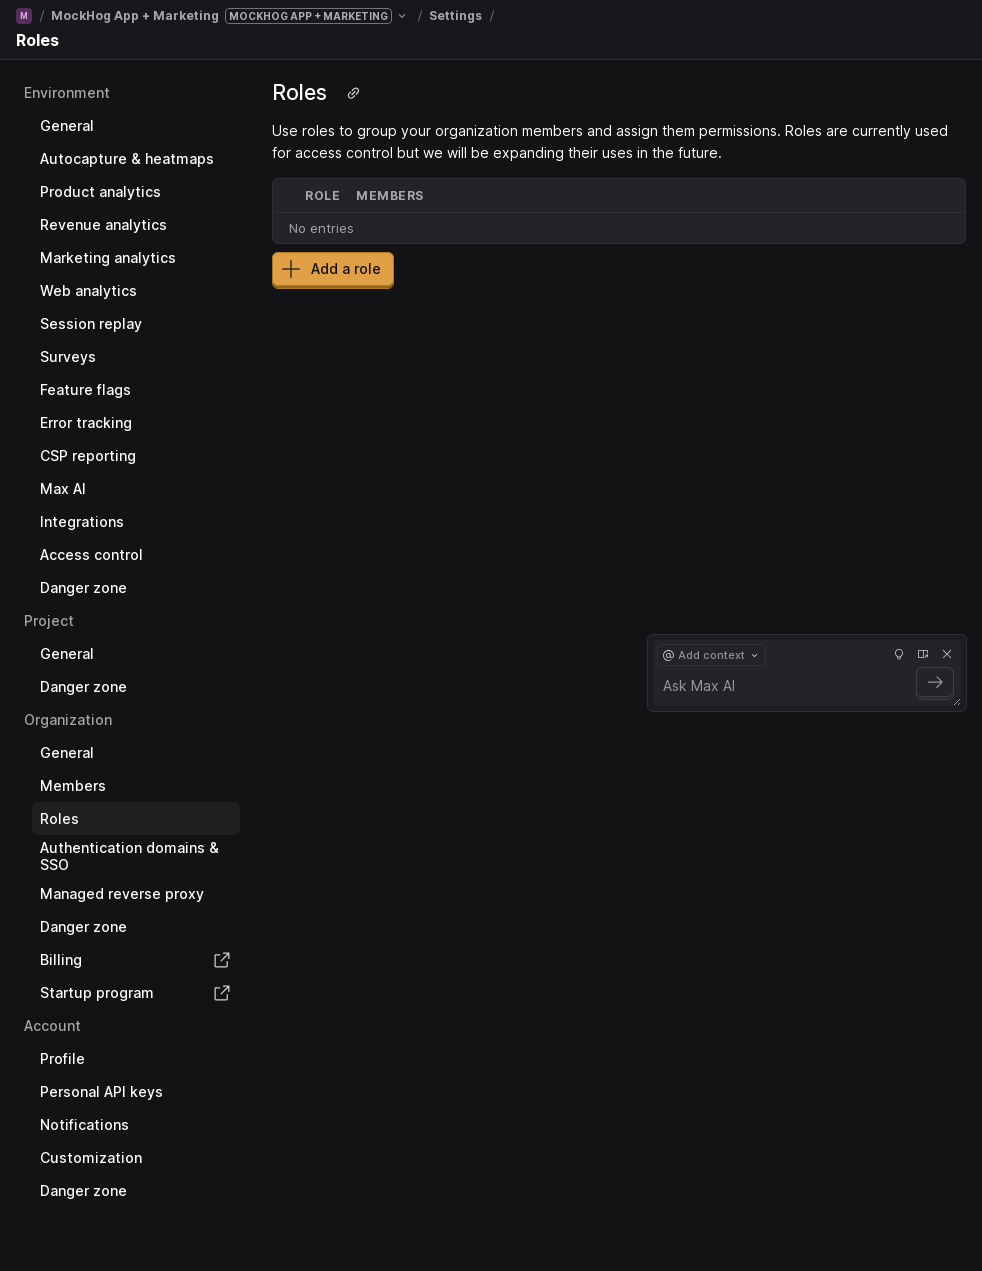 M / MockHog App + Marketing MOCKHOG APP + MARKETING / Settings /
Roles
Environment
General
Autocapture & heatmaps
Product analytics
Revenue analytics
Marketing analytics
Web analytics
Session replay
Surveys
Feature flags
Error tracking
CSP reporting
Max AI
Integrations
Access control
Danger zone
Project
General
Danger zone
Organization
General
Members
Roles
Authentication domains &
SSO
Managed reverse proxy
Danger zone
Billing
Startup program
Account
Profile
Personal API keys
Notifications
Customization
Danger zone
Roles
Use roles to group your organization members and assign them permissions. Roles are currently used
for access control but we will be expanding their uses in the future.
ROLE MEMBERS
No entries
Add a role
@ Add context
Ask Max AI